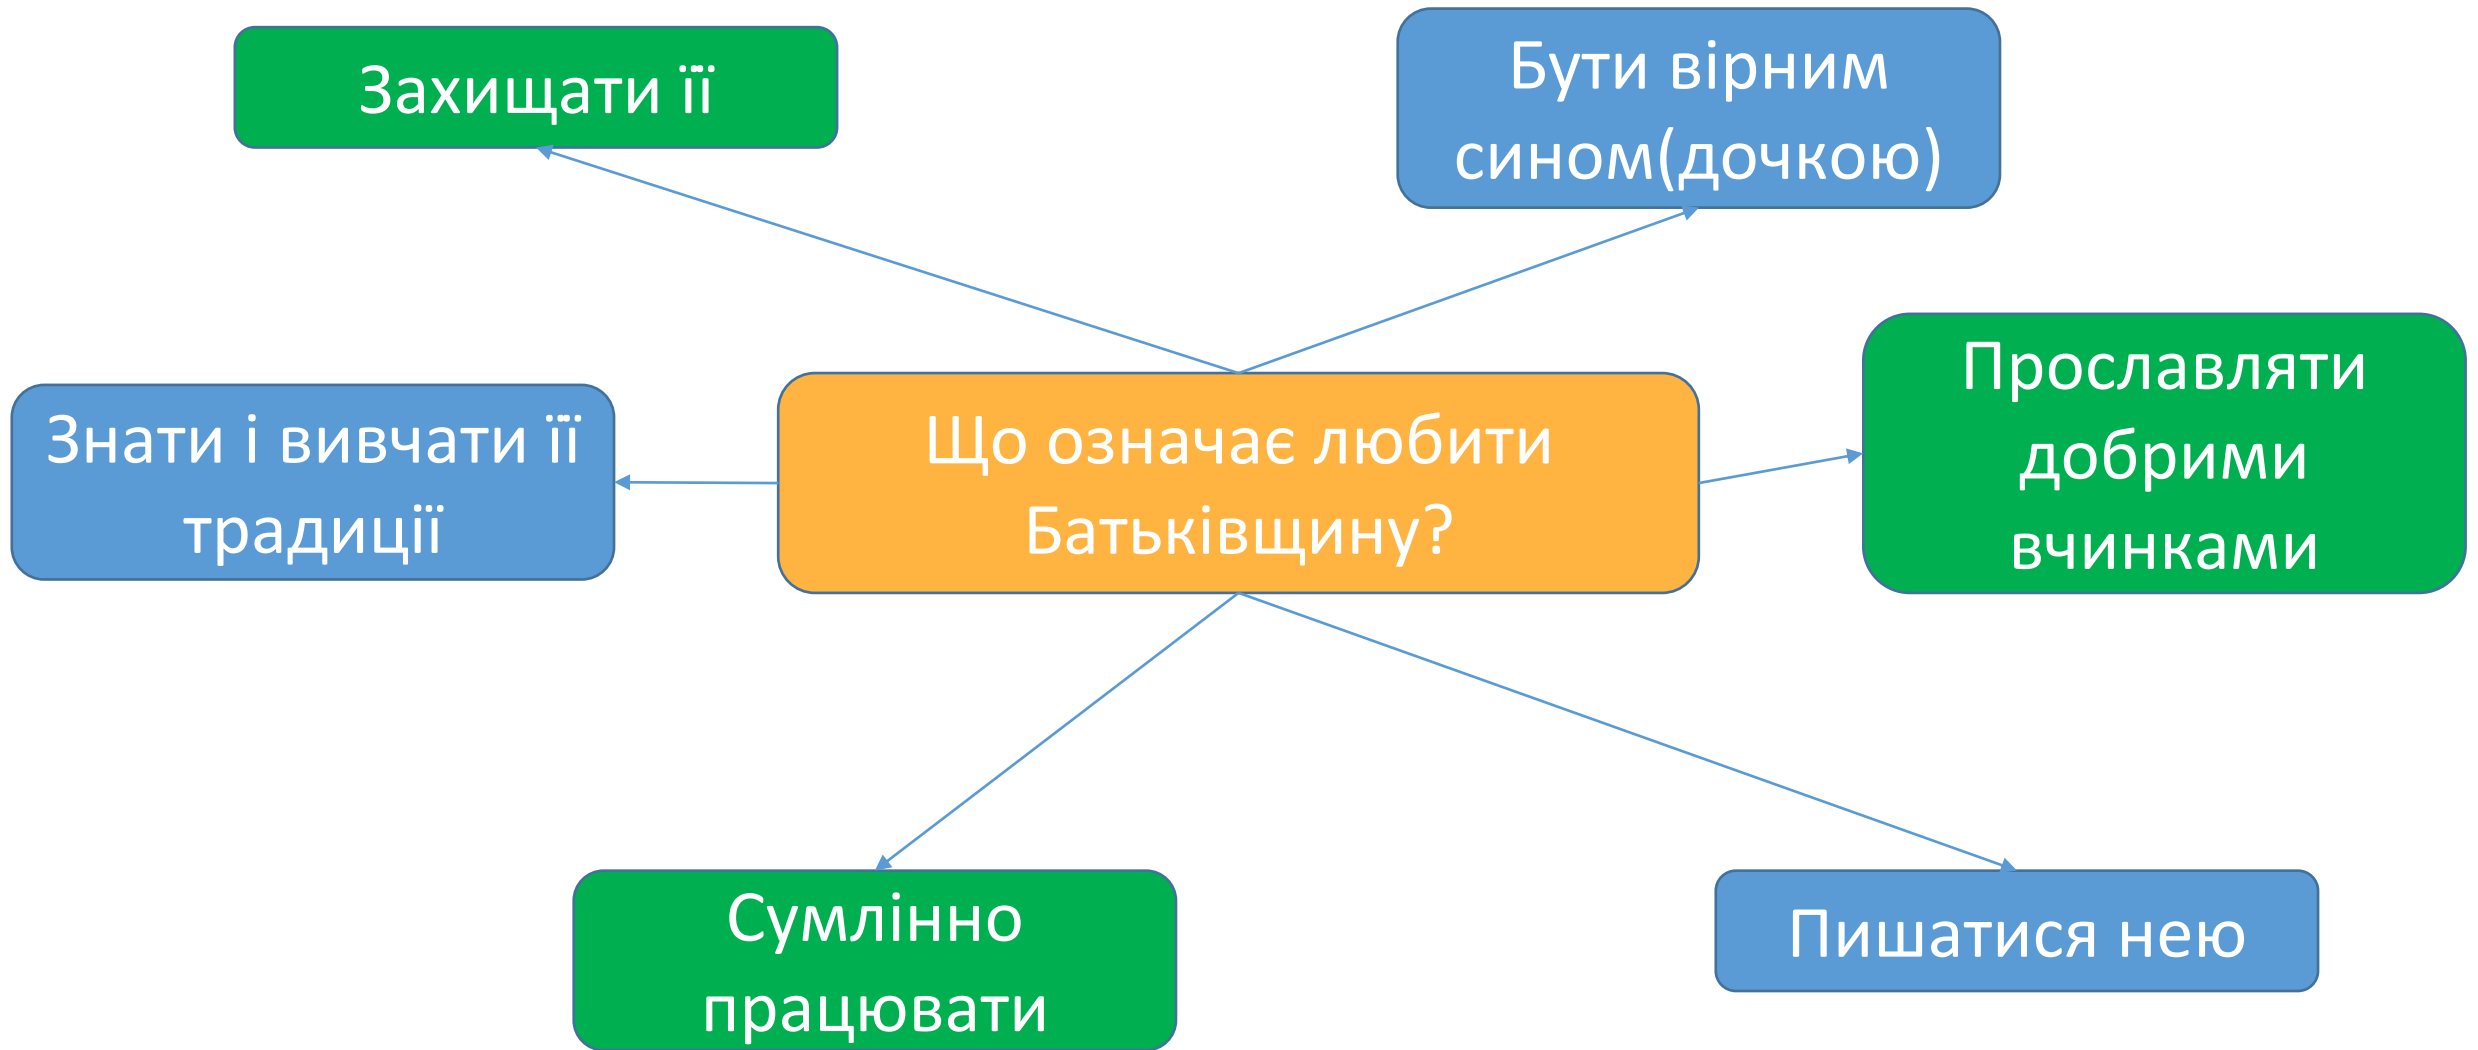 Захищати її
Бути вірним
сином(дочкою)
Знати і вивчати її
традиції
Що означає любити
Батьківщину?
Прославляти
добрими
вчинками
Сумлінно
працювати
Пишатися нею